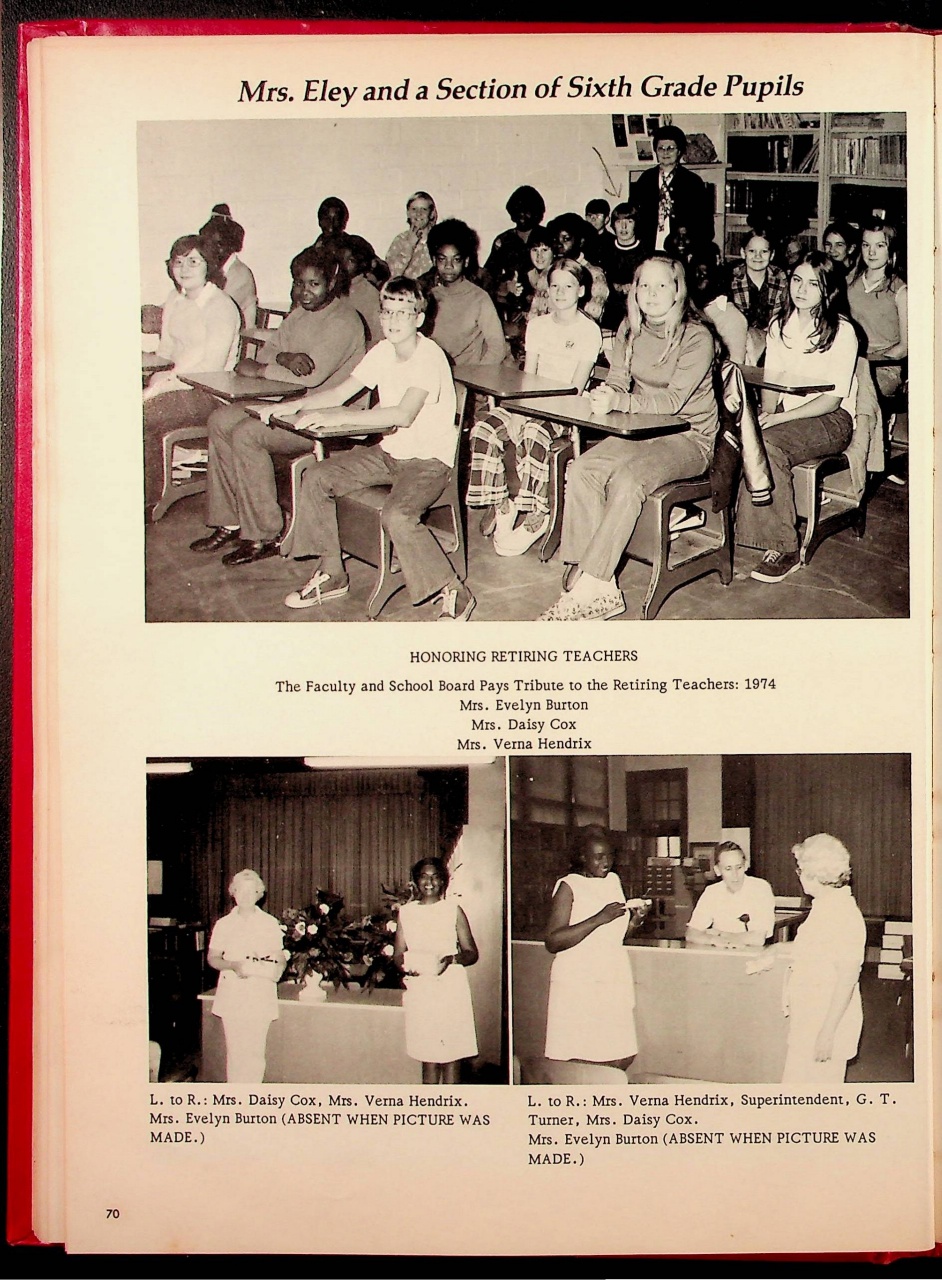 Mrs. Eley and a Section of Sixth Grade Pupils
HONORING RETIRING TEACHERS
The Faculty and School Board Pays Tribute to the Retiring Teachers: 1974
Mrs. Evelyn Burton
Mrs. Daisy Cox
Mrs. Verna Hendrix
L. to R.: Mrs. Daisy Cox, Mrs. Verna Hendrix.
Mrs. Evelyn Burton (ABSENT WHEN PICTURE WAS
MADE.)
L. to R.: Mrs. Verna Hendrix, Superintendent, G. T.
Turner, Mrs. Daisy Cox.
Mrs. Evelyn Burton (ABSENT WHEN PICTURE WAS
MADE.)
70